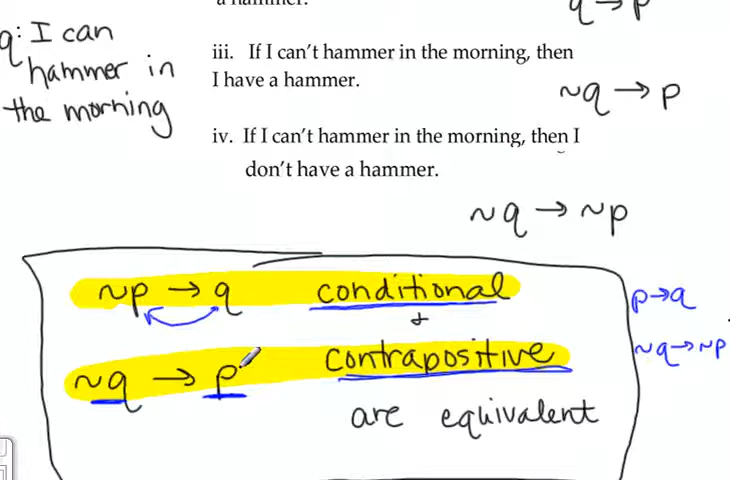 a hammer.
q → p
q: I can
hammer in
the morning
iii. If I can't hammer in the morning, then
I have a hammer.
~q → p
iv. If I can't hammer in the morning, then I
don't have a hammer.
~q → ~p
~p → q conditional
&
~q → p contrapositive
are equivalent
p→q
~q→~p